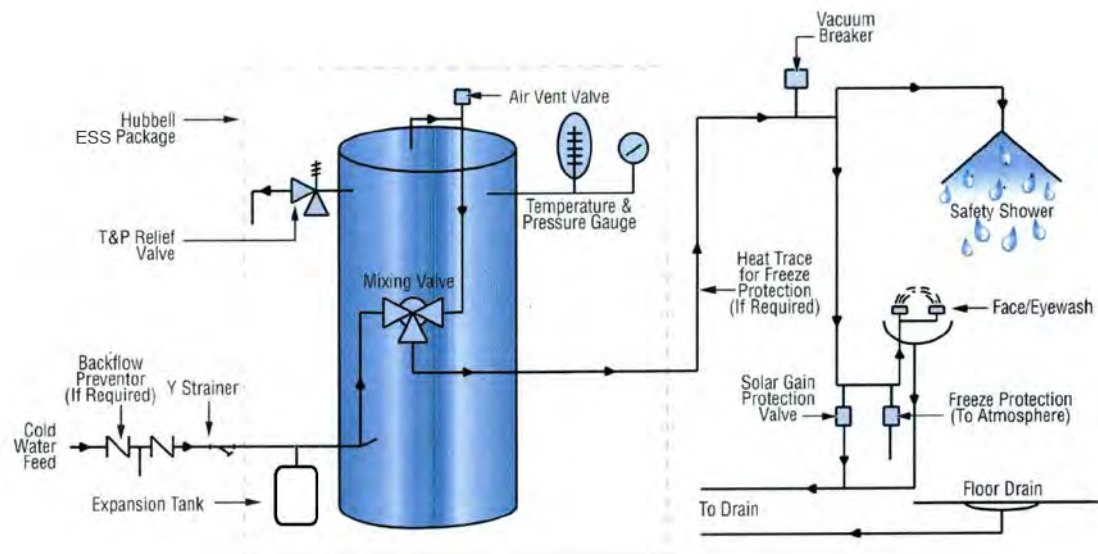 Vacuum
Breaker
Air Vent Valve
Hubbell
ESS Package
Temperature &
Pressure Gauge
Safety Shower
T&P Relief
Valve
Mixing Valve
Heat Trace
for Freeze
Protection
(If Required)
Face/Eyewash
Backflow
Preventor
(If Required)
Y Strainer
Solar Gain
Protection
Valve
Freeze Protection
(To Atmosphere)
Cold
Water
Feed
Expansion Tank
To Drain
Floor Drain